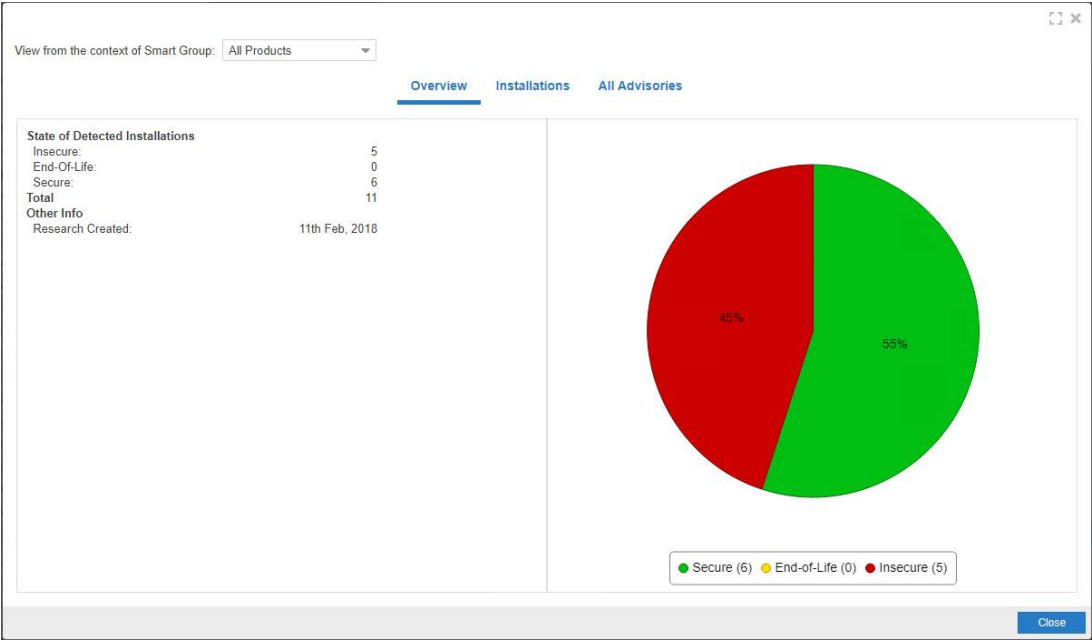 View from the context of Smart Group: All Products
Overview Installations All Advisories
State of Detected Installations
Insecure: 5
End-Of-Life: 0
Secure: 6
Total 11
Other Info
Research Created: 11th Feb, 2018
45%
55%
Secure (6) End-of-Life (0) Insecure (5)
Close